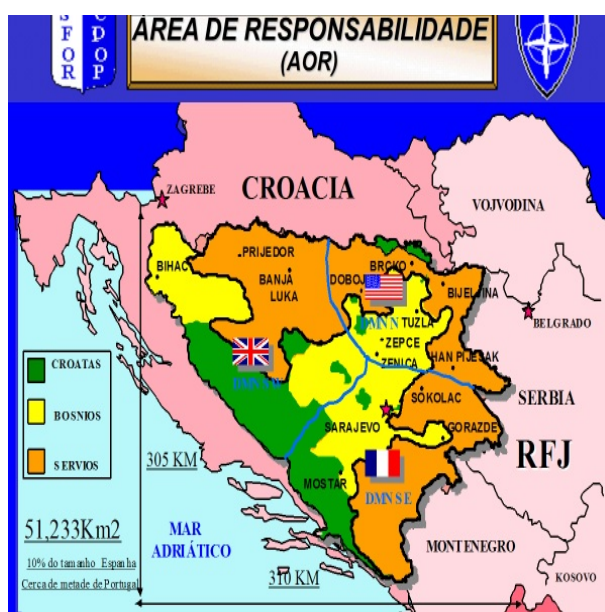 SFOR
CDOP
ÁREA DE RESPONSABILIDADE
(AOR)
ZAGREBE
CROACIA
VOJVODINA
PRIJEDOR
BIHAC
BANJA
LUKA
DOBOJ
BRCKO
BIJELJINA
DMN N
TUZLA
BELGRADO
ZEPCE
ZENICA
HAN PIJESAK
CROATAS
BOSNIOS
SERVIOS
SOKOLAC
SERBIA
SARAJEVO
GORAZDE
RFJ
305 KM
MOSTAR
DMN S E
51,233Km2
MAR
ADRIÁTICO
MONTENEGRO
10% do tamanho Espanha
Cerca de metade de Portugal
310 KM
KOSOVO